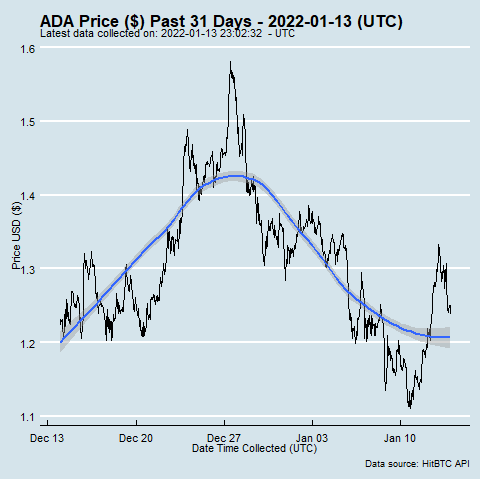 ADA Price ($) Past 31 Days - 2022-01-13 (UTC)
Latest data collected on: 2022-01-13 23:02:32 - UTC
1.6
1.5
1.4
1.3
1.2
1.1
Price USD ($)
Dec 13 Dec 20 Dec 27 Jan 03 Jan 10
Date Time Collected (UTC)
Data source: HitBTC API